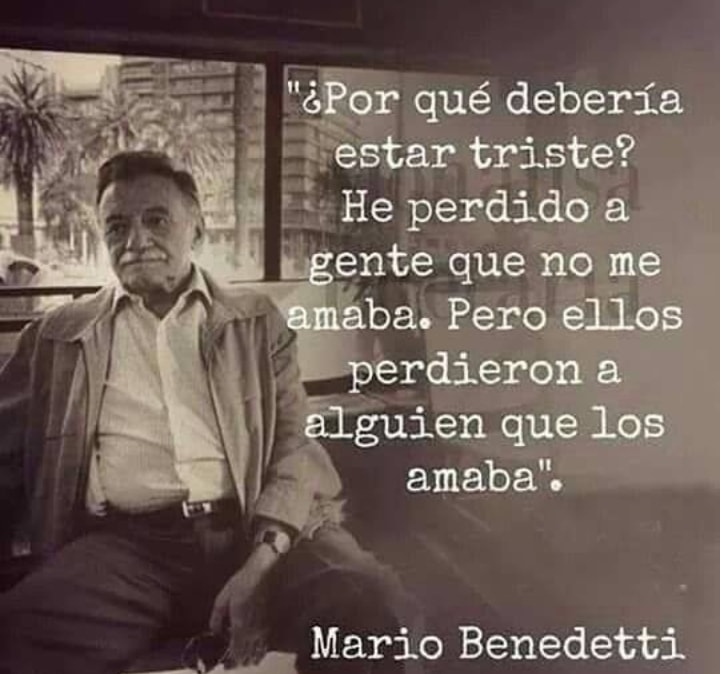 "¿Por qué debería
estar triste?
He perdido a
gente que no me
amaba. Pero ellos
perdieron a
alguien que los
amaba".
Mario Benedetti